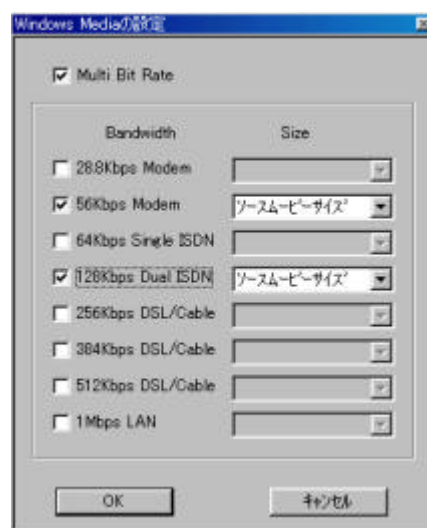 Windows Mediaの設定
Multi Bit Rate
Bandwidth Size
28.8Kbps Modem
56Kbps Modem ソースムービーサイズ
64Kbps Single ISDN
128Kbps Dual ISDN ソースムービーサイズ
256Kbps DSL/Cable
384Kbps DSL/Cable
512Kbps DSL/Cable
1Mbps LAN
OK キャンセル